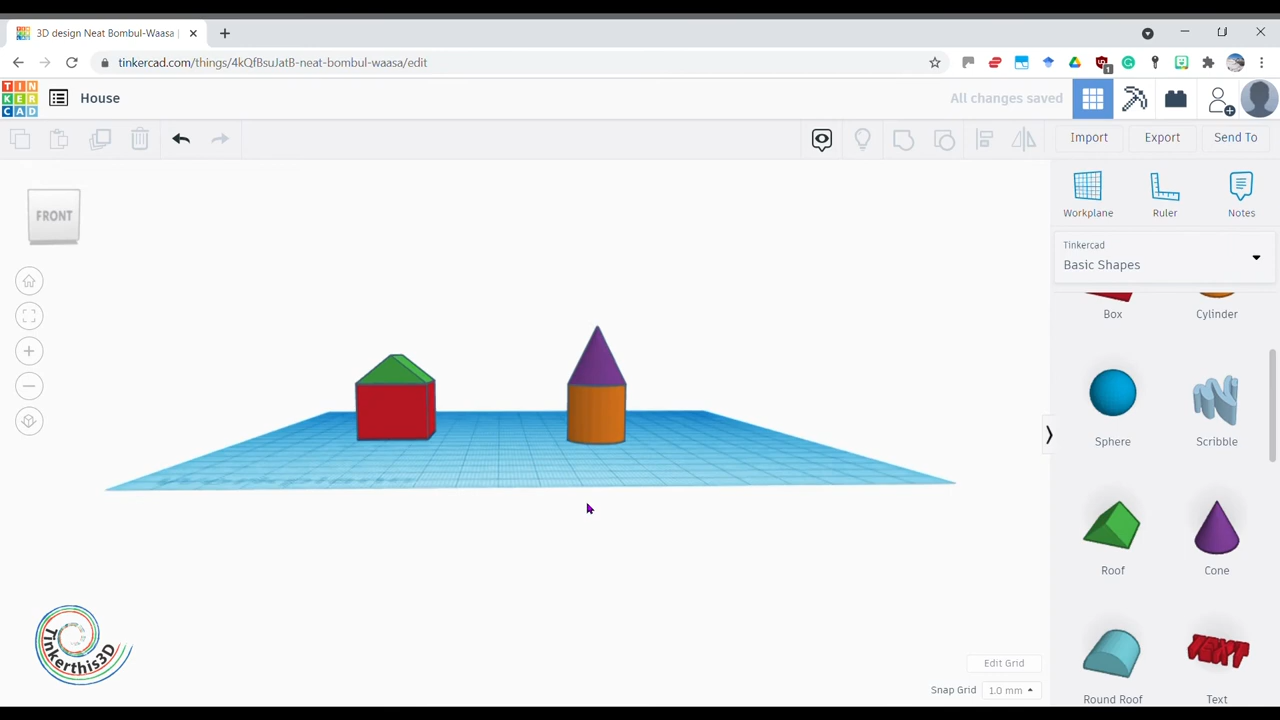 3D design Neat Bombul-Waasa |
tinkercad.com/things/4kQfBsuJatB-neat-bombul-waasa/edit
1
TIN
KER
CAD
House
All changes saved
Import
Export
Send To
FRONT
Workplane
Ruler
Notes
Tinkercad
Basic Shapes
Box
Cylinder
Sphere
Scribble
Roof
Cone
TEXT
Round Roof
Text
Tinkerthis3D
Edit Grid
Snap Grid
1.0 mm